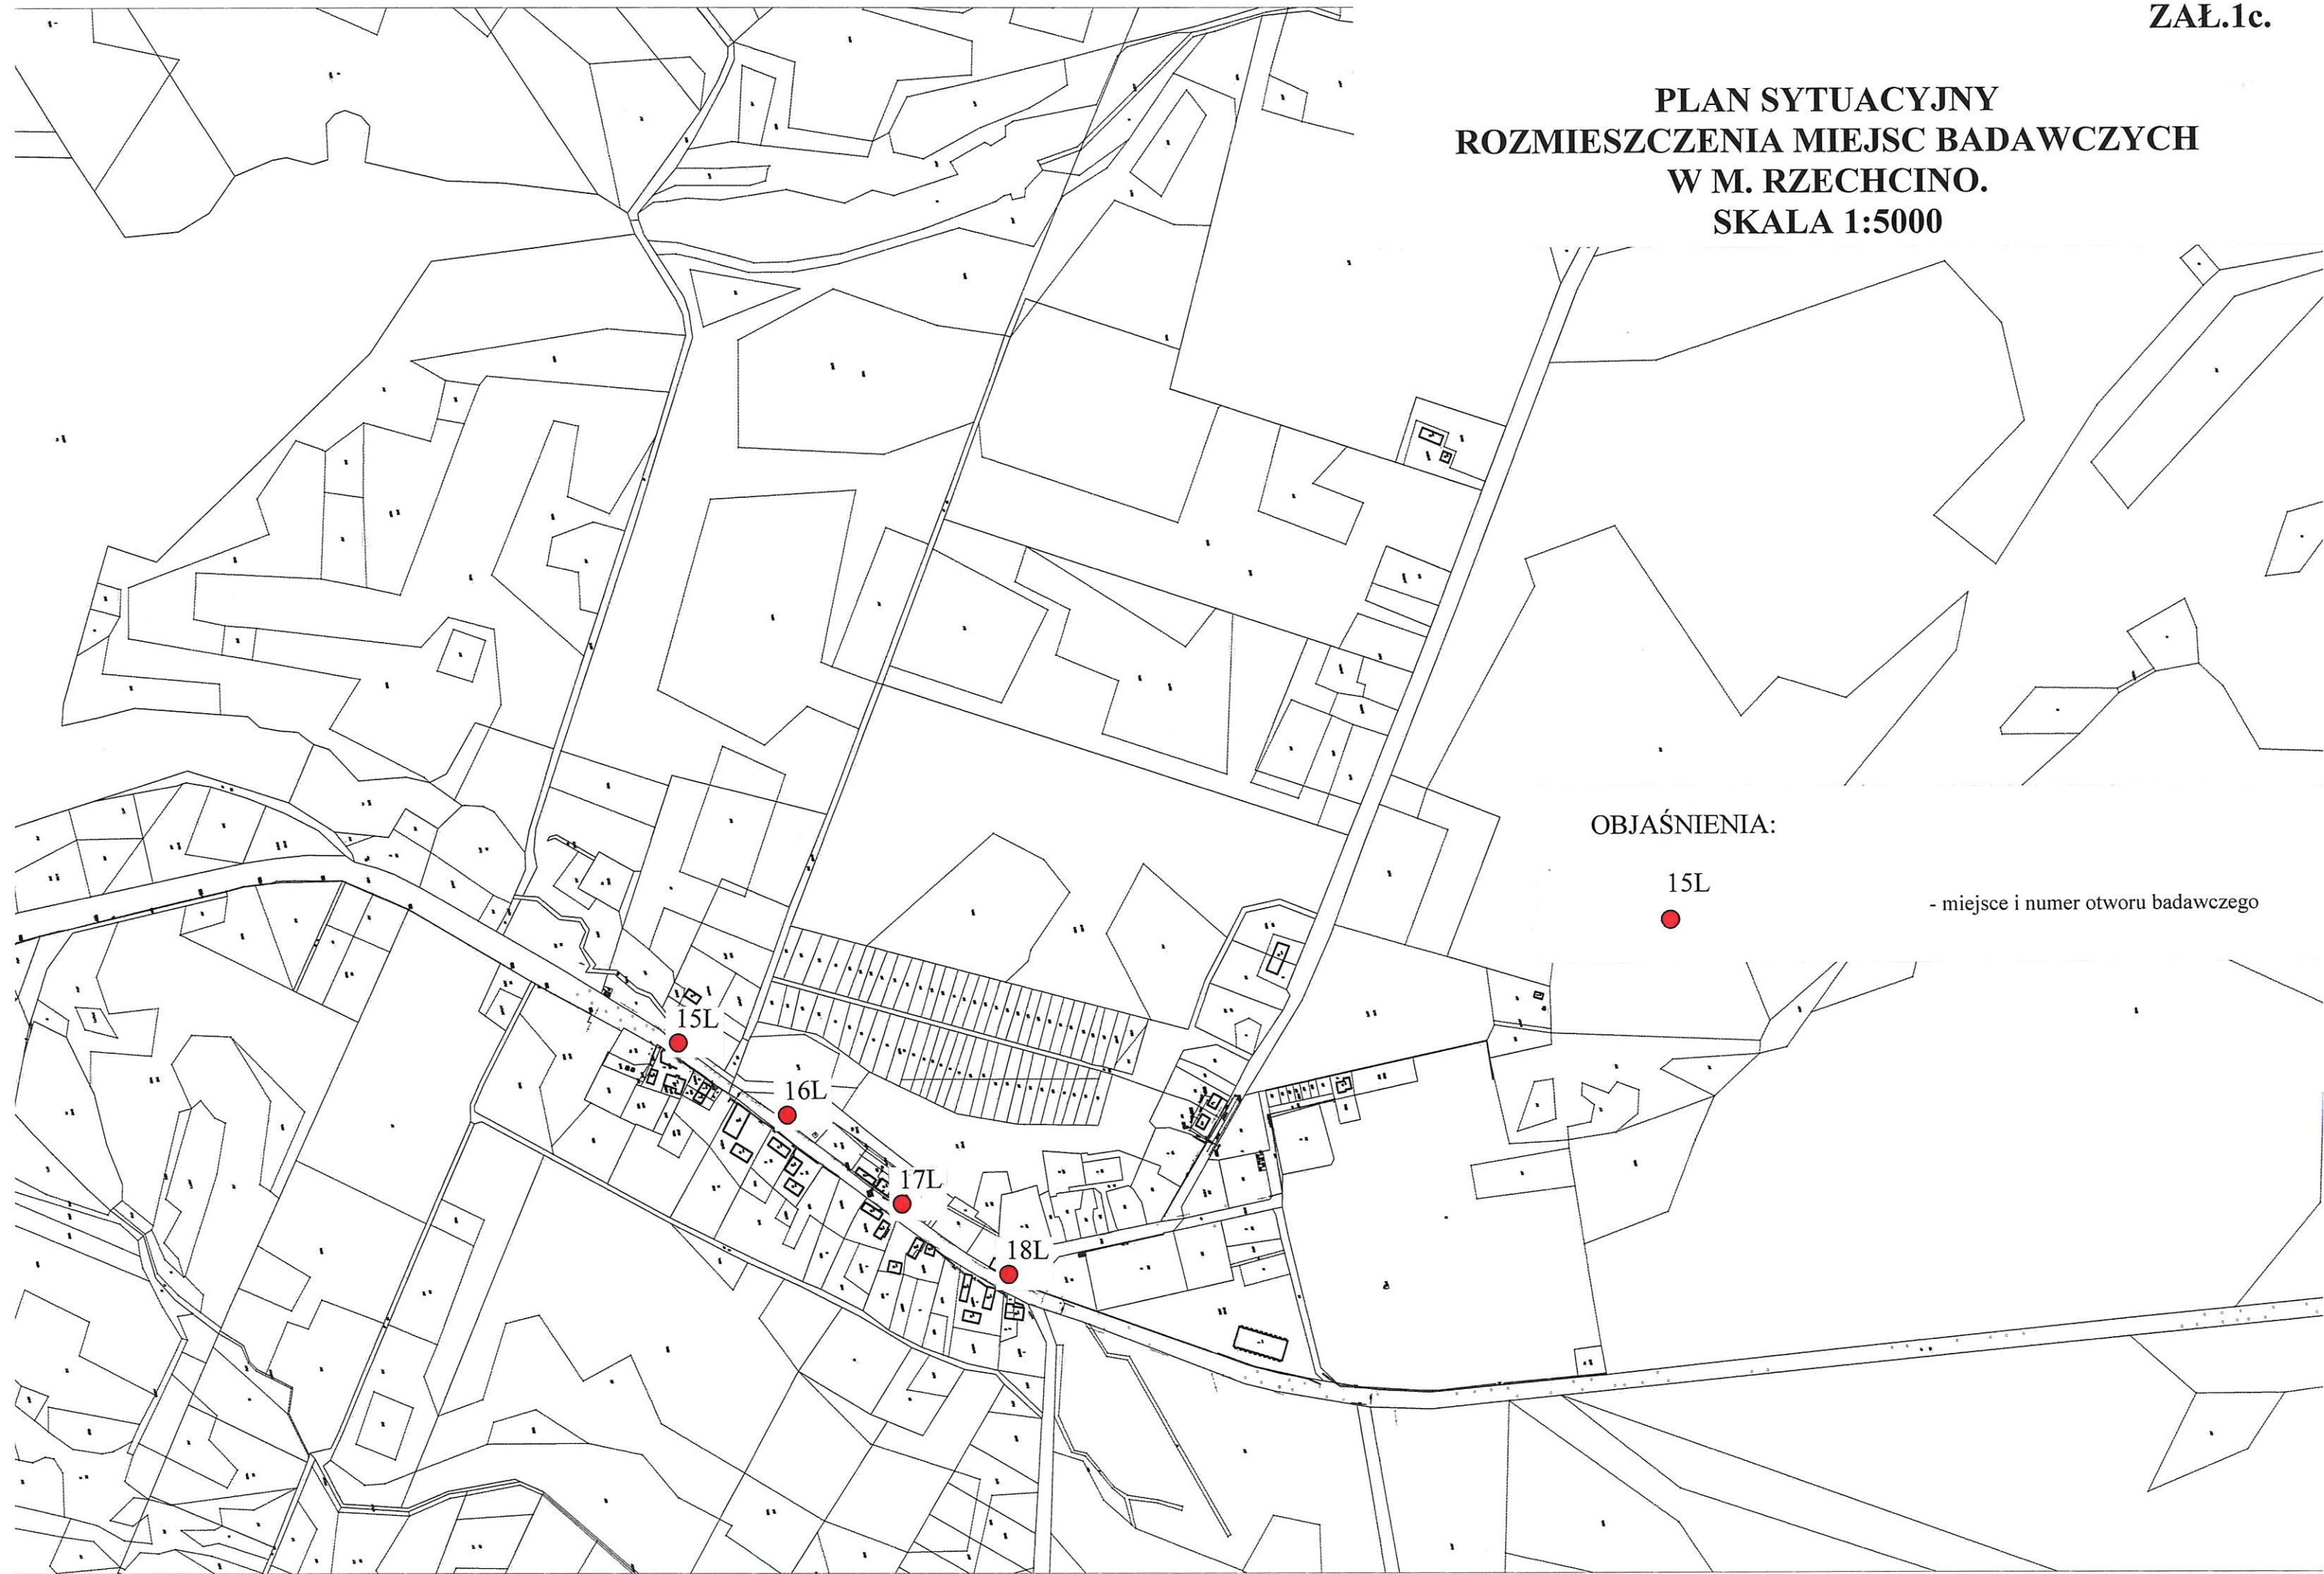 ZAŁ.1c.
PLAN SYTUACYJNY
ROZMIESZCZENIA MIEJSC BADAWCZYCH
W M. RZECHCINO.
SKALA 1:5000
OBJAŚNIENIA:
15L
- miejsce i numer otworu badawczego
15L
16L
17L
18L